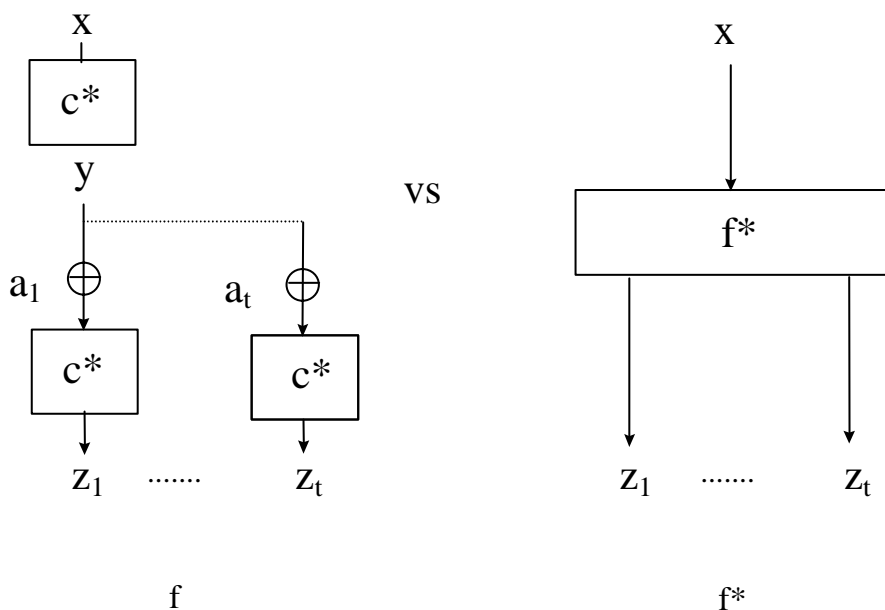 x
c*
y
a₁ ⊕ aₜ ⊕
c* c*
z₁ ....... zₜ
f
vs
x
f*
z₁ ....... zₜ
f*